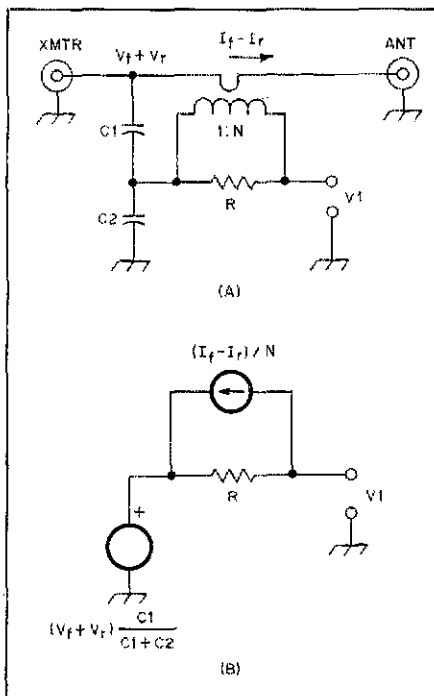 XMTR
Vf + Vr
If – Ir
ANT
C1
1:N
R
V1
C2
(A)
(If – Ir) / N
R
V1
+
(Vf + Vr) C1
C1 + C2
(B)